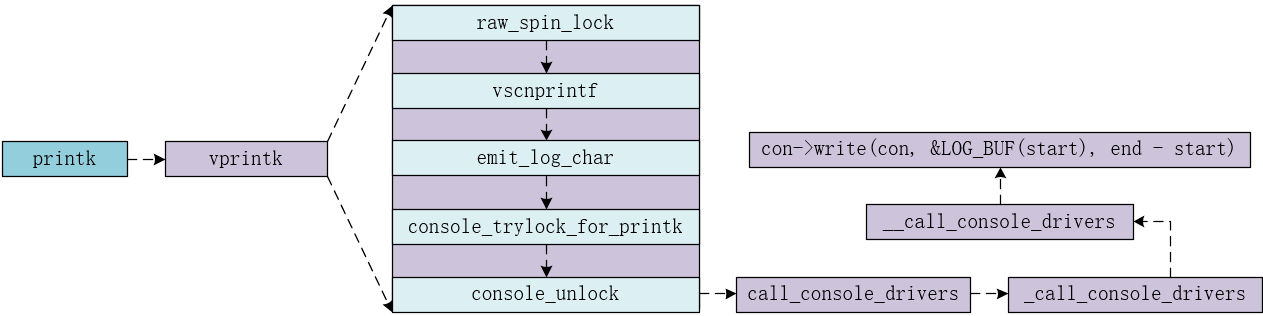 printk
vprintk
raw_spin_lock
vscnprintf
emit_log_char
console_trylock_for_printk
console_unlock
call_console_drivers
_call_console_drivers
__call_console_drivers
con->write(con, &LOG_BUF(start), end - start)